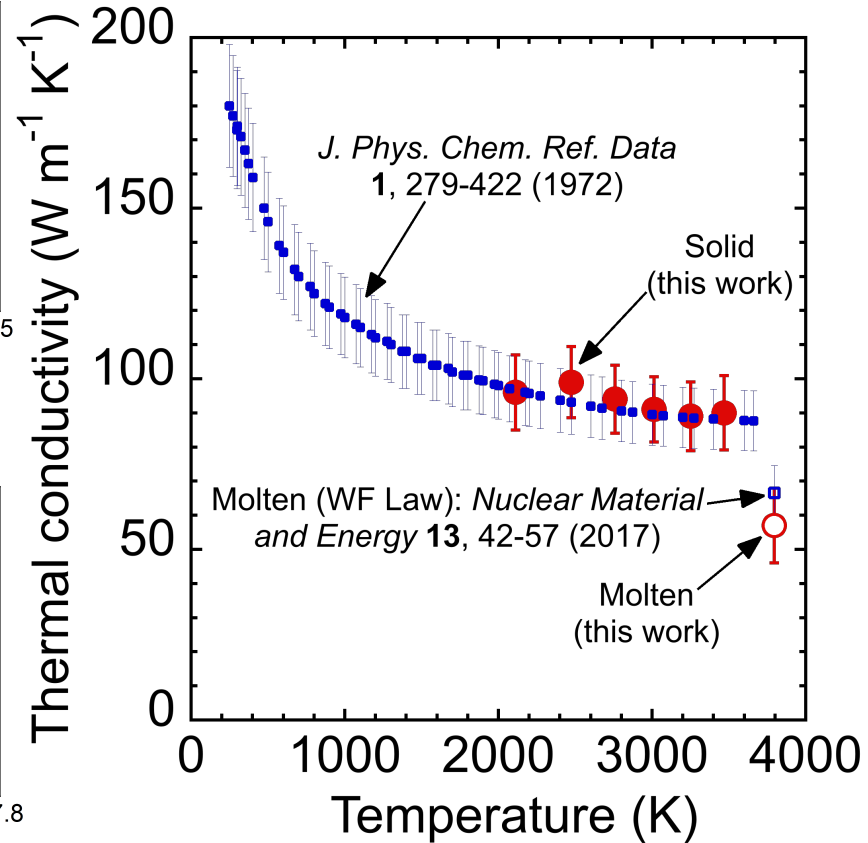 200
150
100
50
0
Thermal conductivity (W m⁻¹ K⁻¹)
J. Phys. Chem. Ref. Data
1, 279-422 (1972)
Solid
(this work)
Molten (WF Law): Nuclear Material
and Energy 13, 42-57 (2017)
Molten
(this work)
0 1000 2000 3000 4000
Temperature (K)
5
7.8